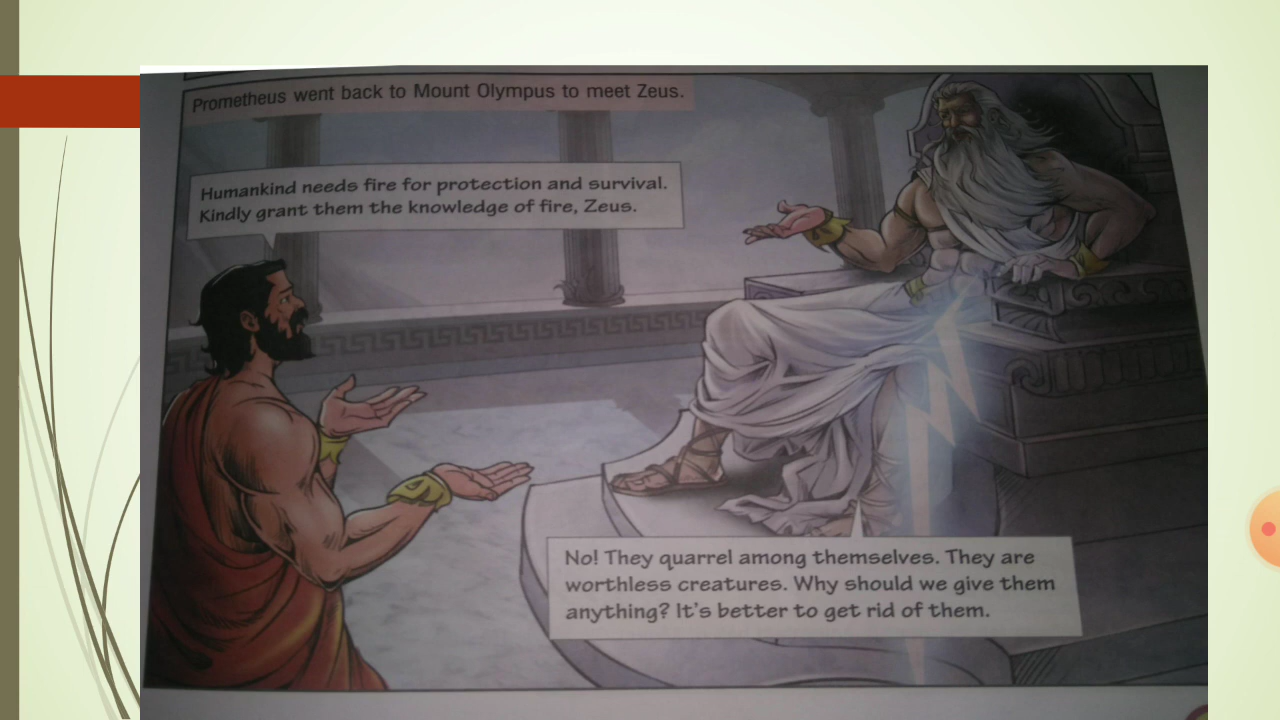 Prometheus went back to Mount Olympus to meet Zeus.
Humankind needs fire for protection and survival.
Kindly grant them the knowledge of fire, Zeus.
No! They quarrel among themselves. They are
worthless creatures. Why should we give them
anything? It's better to get rid of them.